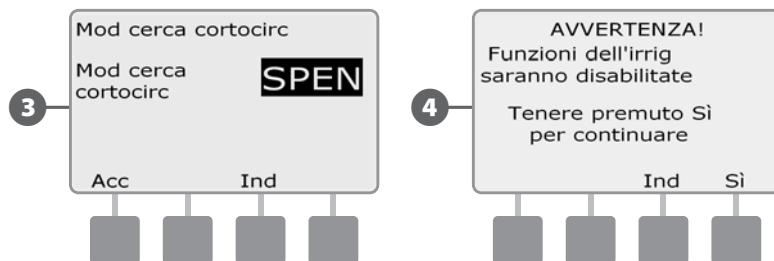 Mod cerca cortocirc
Mod cerca
cortocirc
SPEN
3
Acc Ind
AVVERTENZA!
Funzioni dell'irrig
saranno disabilitate
4
Tenere premuto Sì
per continuare
Ind Sì